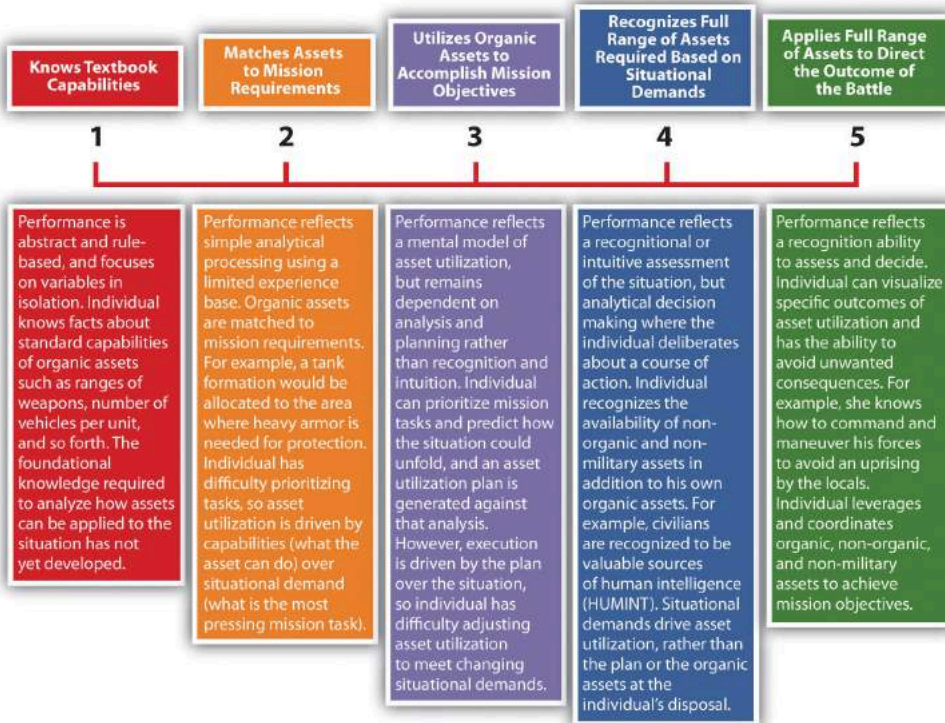 Knows Textbook
Capabilities
Matches Assets
to Mission
Requirements
Utilizes Organic
Assets to
Accomplish Mission
Objectives
Recognizes Full
Range of Assets
Required Based on
Situational
Demands
Applies Full Range
of Assets to Direct
the Outcome of
the Battle
1
2
3
4
5
Performance is
abstract and rule-
based, and focuses
on variables in
isolation. Individual
knows facts about
standard capabilities
of organic assets
such as ranges of
weapons, number of
vehicles per unit,
and so forth. The
foundational
knowledge required
to analyze how assets
can be applied to the
situation has not
yet developed.
Performance reflects
simple analytical
processing using a
limited experience
base. Organic assets
are matched to
mission requirements.
For example, a tank
formation would be
allocated to the area
where heavy armor is
needed for protection.
Individual has
difficulty prioritizing
tasks, so asset
utilization is driven by
capabilities (what the
asset can do) over
situational demand
(what is the most
pressing mission task).
Performance reflects
a mental model of
asset utilization,
but remains
dependent on
analysis and
planning rather
than recognition and
intuition. Individual
can prioritize mission
tasks and predict how
the situation could
unfold, and an asset
utilization plan is
generated against
that analysis.
However, execution
is driven by the plan
over the situation,
so individual has
difficulty adjusting
asset utilization
to meet changing
situational demands.
Performance reflects
a recognitional or
intuitive assessment
of the situation, but
analytical decision
making where the
individual deliberates
about a course of
action. Individual
recognizes the
availability of non-
organic and non-
military assets in
addition to his own
organic assets. For
example, civilians
are recognized to be
valuable sources
of human intelligence
(HUMINT). Situational
demands drive asset
utilization, rather than
the plan or the organic
assets at the
individual's disposal.
Performance reflects
a recognition ability
to assess and decide.
Individual can visualize
specific outcomes of
asset utilization and
has the ability to
avoid unwanted
consequences. For
example, she knows
how to command and
maneuver his forces
to avoid an uprising
by the locals.
Individual leverages
and coordinates
organic, non-organic,
and non-military
assets to achieve
mission objectives.